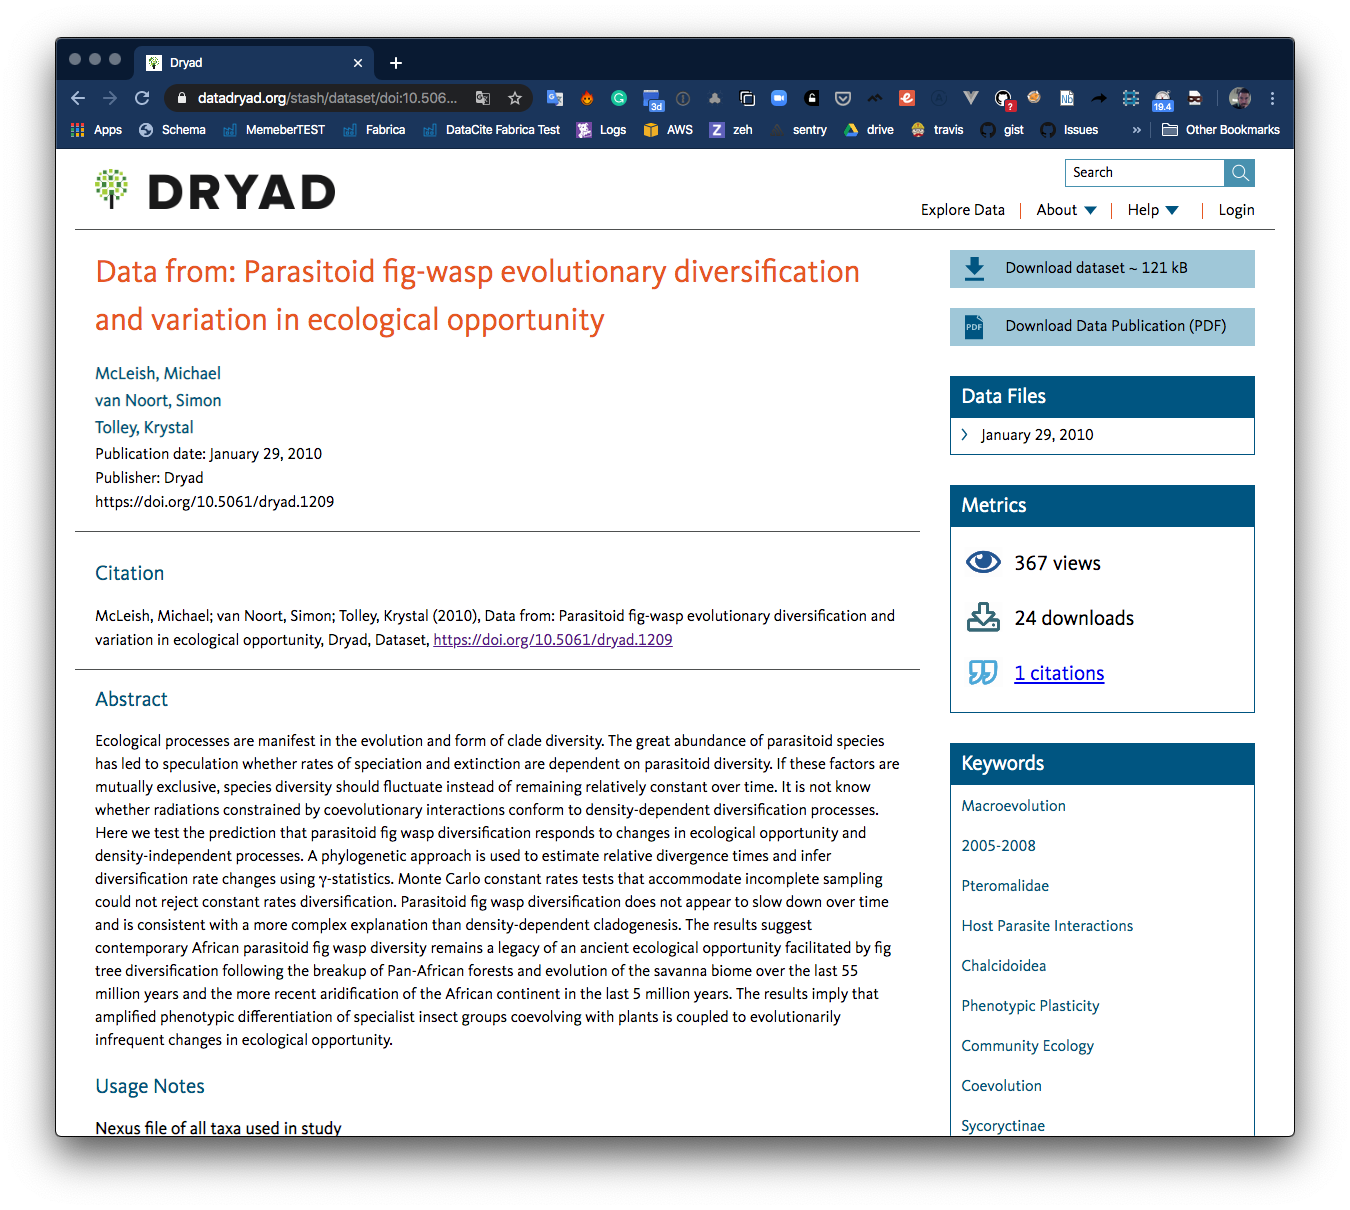 Dryad
datadryad.org/stash/dataset/doi:10.506...
3d
?
Nb
19.4
Apps
Schema
MemeberTEST
Fabrica
DataCite Fabrica Test
Logs
AWS
Z zeh
sentry
drive
travis
gist
Issues
»
Other Bookmarks
DRYAD
Search
Explore Data | About | Help | Login
Data from: Parasitoid fig-wasp evolutionary diversification
and variation in ecological opportunity
McLeish, Michael
van Noort, Simon
Tolley, Krystal
Publication date: January 29, 2010
Publisher: Dryad
https://doi.org/10.5061/dryad.1209
Citation
McLeish, Michael; van Noort, Simon; Tolley, Krystal (2010), Data from: Parasitoid fig-wasp evolutionary diversification and
variation in ecological opportunity, Dryad, Dataset, https://doi.org/10.5061/dryad.1209
Abstract
Ecological processes are manifest in the evolution and form of clade diversity. The great abundance of parasitoid species
has led to speculation whether rates of speciation and extinction are dependent on parasitoid diversity. If these factors are
mutually exclusive, species diversity should fluctuate instead of remaining relatively constant over time. It is not know
whether radiations constrained by coevolutionary interactions conform to density-dependent diversification processes.
Here we test the prediction that parasitoid fig wasp diversification responds to changes in ecological opportunity and
density-independent processes. A phylogenetic approach is used to estimate relative divergence times and infer
diversification rate changes using γ-statistics. Monte Carlo constant rates tests that accommodate incomplete sampling
could not reject constant rates diversification. Parasitoid fig wasp diversification does not appear to slow down over time
and is consistent with a more complex explanation than density-dependent cladogenesis. The results suggest
contemporary African parasitoid fig wasp diversity remains a legacy of an ancient ecological opportunity facilitated by fig
tree diversification following the breakup of Pan-African forests and evolution of the savanna biome over the last 55
million years and the more recent aridification of the African continent in the last 5 million years. The results imply that
amplified phenotypic differentiation of specialist insect groups coevolving with plants is coupled to evolutionarily
infrequent changes in ecological opportunity.
Usage Notes
Nexus file of all taxa used in study
Download dataset ~ 121 kB
PDF Download Data Publication (PDF)
Data Files
January 29, 2010
Metrics
367 views
24 downloads
1 citations
Keywords
Macroevolution
2005-2008
Pteromalidae
Host Parasite Interactions
Chalcidoidea
Phenotypic Plasticity
Community Ecology
Coevolution
Sycoryctinae